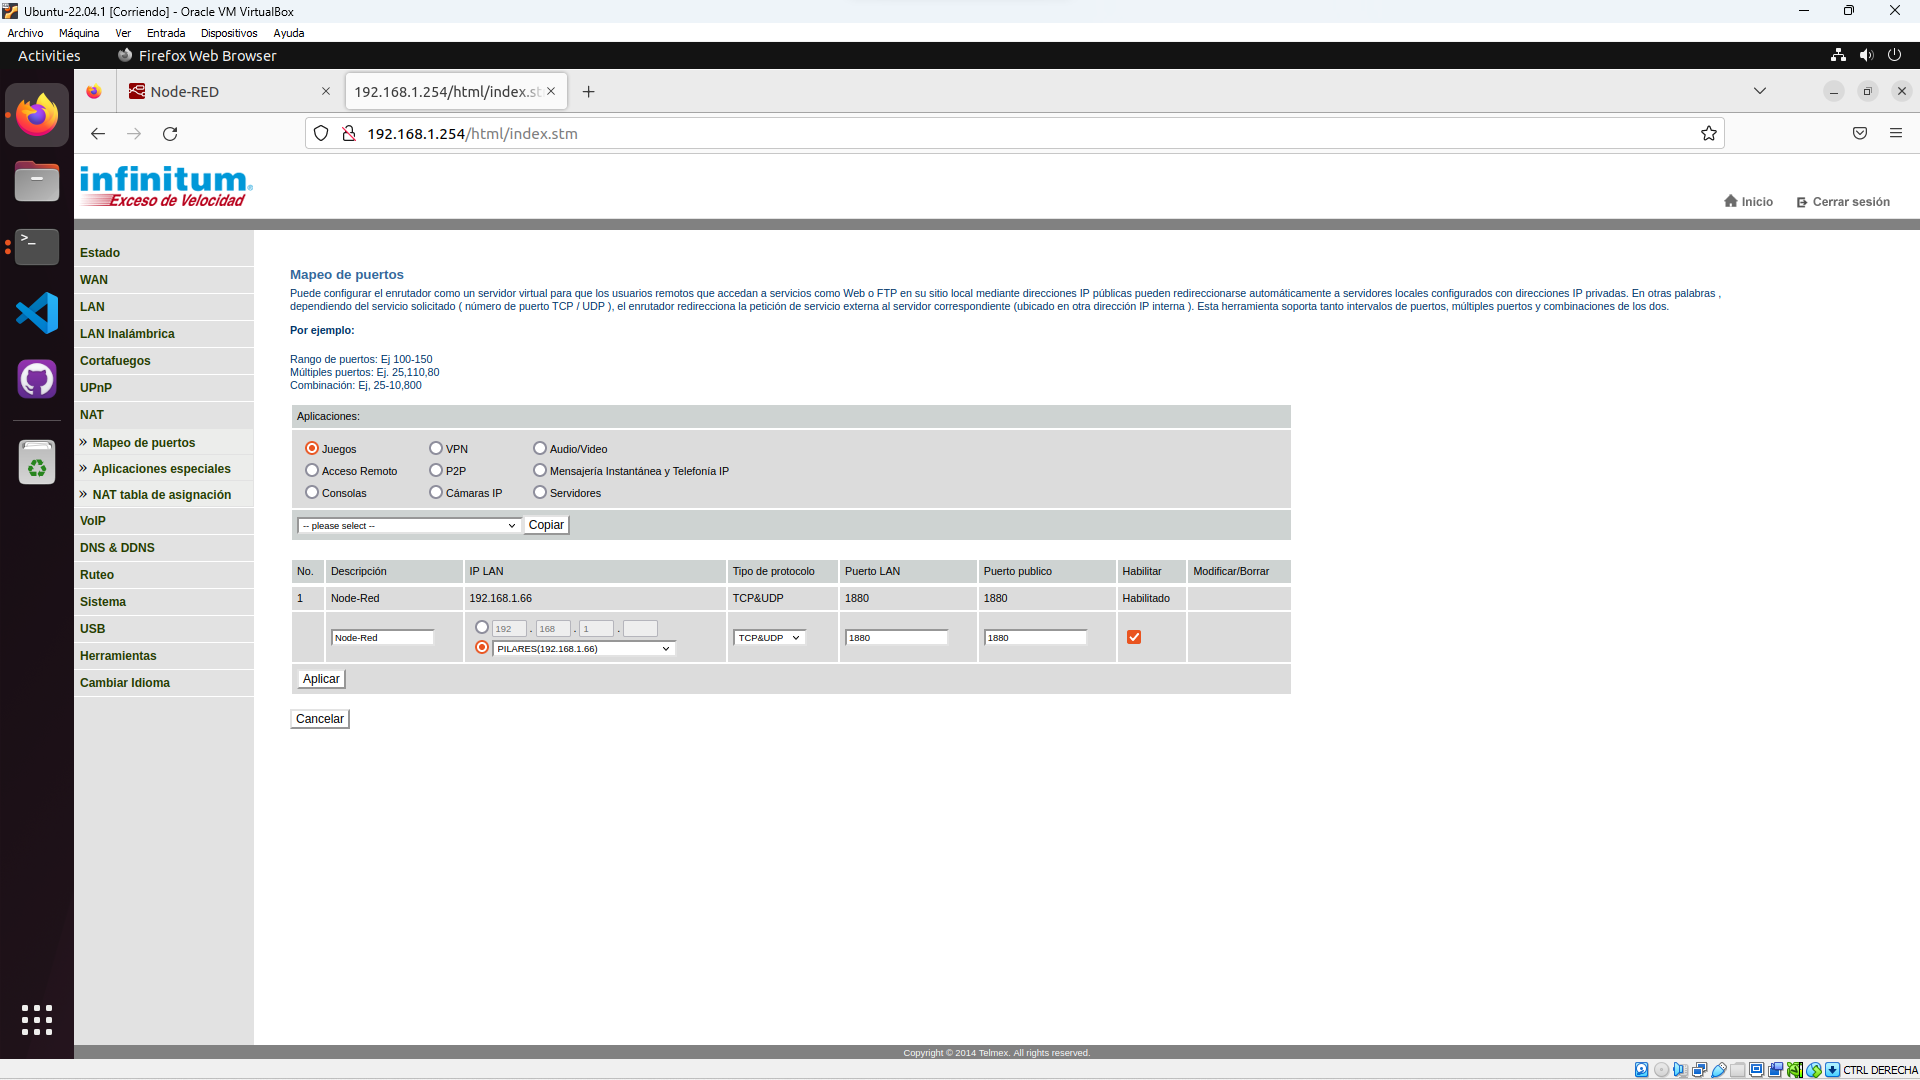 Ubuntu-22.04.1 [Corriendo] - Oracle VM VirtualBox
Archivo Máquina Ver Entrada Dispositivos Ayuda
Activities Firefox Web Browser
Node-RED 192.168.1.254/html/index.st
192.168.1.254/html/index.stm
infinitum
Exceso de Velocidad
Inicio Cerrar sesión
Estado
WAN
LAN
LAN Inalámbrica
Cortafuegos
UPnP
NAT
» Mapeo de puertos
» Aplicaciones especiales
» NAT tabla de asignación
VoIP
DNS & DDNS
Ruteo
Sistema
USB
Herramientas
Cambiar Idioma
Mapeo de puertos
Puede configurar el enrutador como un servidor virtual para que los usuarios remotos que accedan a servicios como Web o FTP en su sitio local mediante direcciones IP públicas pueden redireccionarse automáticamente a servidores locales configurados con direcciones IP privadas. En otras palabras ,
dependiendo del servicio solicitado ( número de puerto TCP / UDP ), el enrutador redirecciona la petición de servicio externa al servidor correspondiente (ubicado en otra dirección IP interna ). Esta herramienta soporta tanto intervalos de puertos, múltiples puertos y combinaciones de los dos.
Por ejemplo:
Rango de puertos: Ej 100-150
Múltiples puertos: Ej. 25,110,80
Combinación: Ej, 25-10,800
Aplicaciones:
Juegos VPN Audio/Video
Acceso Remoto P2P Mensajería Instantánea y Telefonía IP
Consolas Cámaras IP Servidores
-- please select -- Copiar
No. Descripción IP LAN Tipo de protocolo Puerto LAN Puerto publico Habilitar Modificar/Borrar
1 Node-Red 192.168.1.66 TCP&UDP 1880 1880 Habilitado
192 . 168 . 1 .
Node-Red PILARES(192.168.1.66) TCP&UDP 1880 1880
Aplicar
Cancelar
Copyright © 2014 Telmex. All rights reserved.
CTRL DERECHA